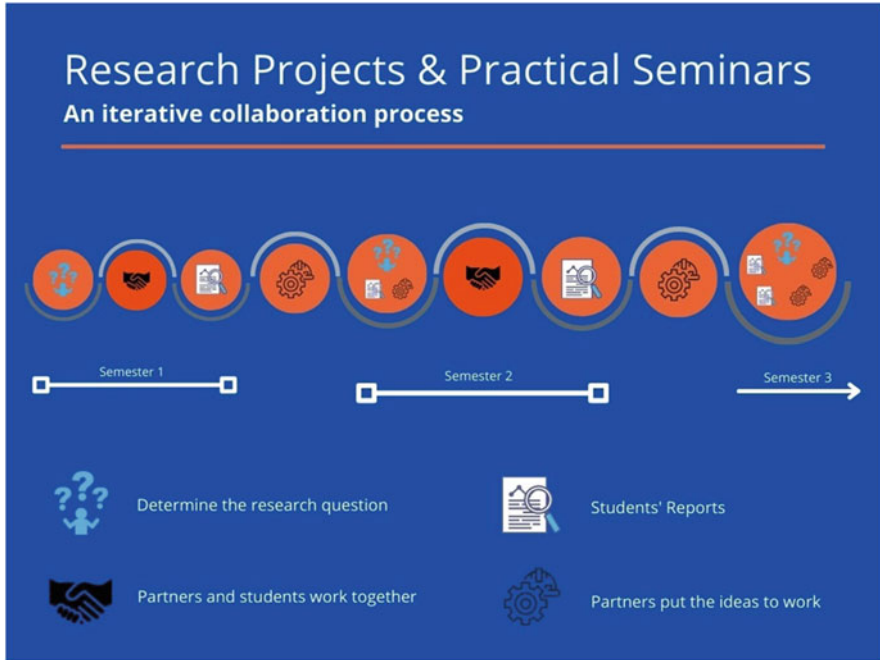 Research Projects & Practical Seminars
An iterative collaboration process
Semester 1
Semester 2
Semester 3
Determine the research question
Students' Reports
Partners and students work together
Partners put the ideas to work